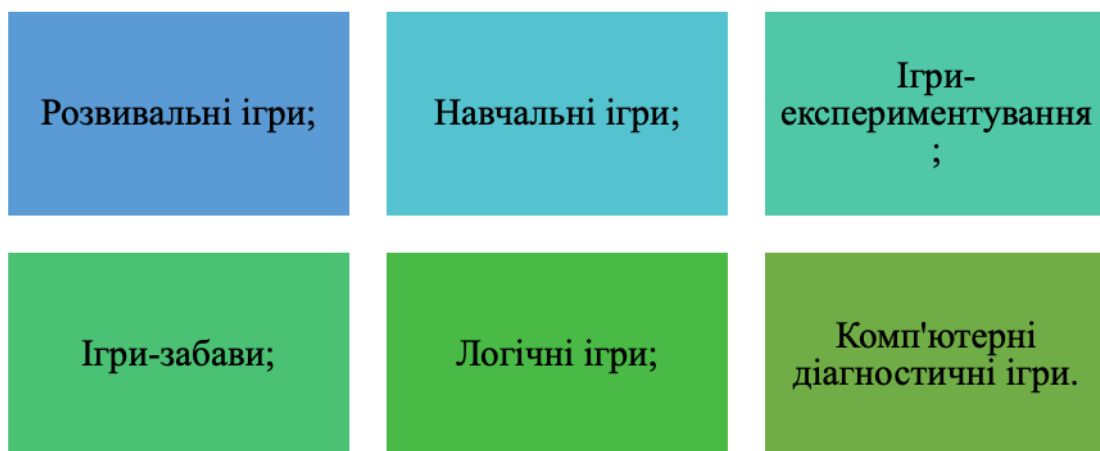 Розвивальні ігри;
Навчальні ігри;
Ігри-
експериментування
;
Ігри-забави;
Логічні ігри;
Комп'ютерні
діагностичні ігри.